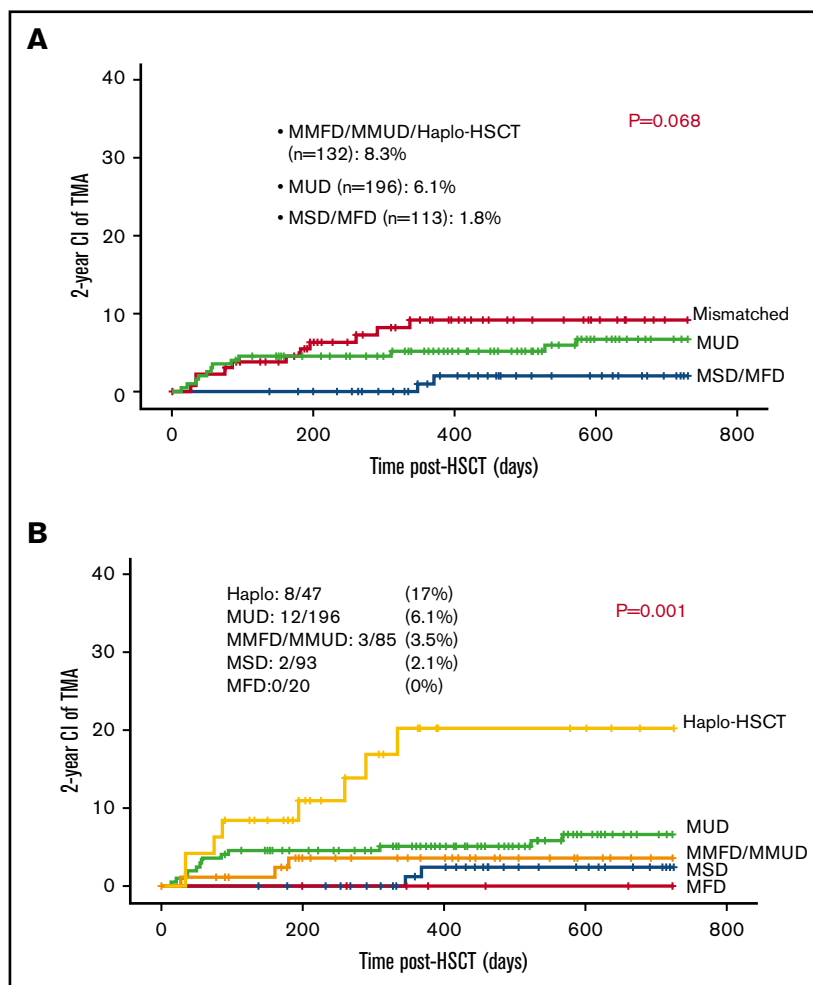 A
40
30
20
10
0
2-year CI of TMA
• MMFD/MMUD/Haplo-HSCT
(n=132): 8.3%
• MUD (n=196): 6.1%
• MSD/MFD (n=113): 1.8%
P=0.068
Mismatched
MUD
MSD/MFD
0 200 400 600 800
Time post-HSCT (days)
B
40
30
20
10
0
2-year CI of TMA
Haplo: 8/47 (17%)
MUD: 12/196 (6.1%)
MMFD/MMUD: 3/85 (3.5%)
MSD: 2/93 (2.1%)
MFD:0/20 (0%)
P=0.001
Haplo-HSCT
MUD
MMFD/MMUD
MSD
MFD
0 200 400 600 800
Time post-HSCT (days)